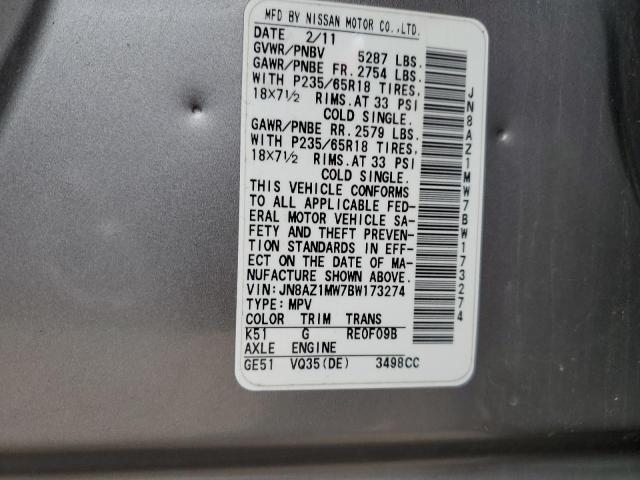 MFD BY NISSAN MOTOR CO.,LTD.
DATE 2/11
GVWR/PNBV 5287 LBS.
GAWR/PNBE FR. 2754 LBS.
WITH P235/65R18 TIRES,
18×7½ RIMS.AT 33 PSI
COLD SINGLE.
GAWR/PNBE RR. 2579 LBS.
WITH P235/65R18 TIRES,
18×7½ RIMS.AT 33 PSI
COLD SINGLE.
THIS VEHICLE CONFORMS
TO ALL APPLICABLE FED-
ERAL MOTOR VEHICLE SA-
FETY AND THEFT PREVEN-
TION STANDARDS IN EFF-
ECT ON THE DATE OF MA-
NUFACTURE SHOWN ABOVE.
VIN:JN8AZ1MW7BW173274
TYPE:MPV
COLOR TRIM TRANS
K51 G RE0F09B
AXLE ENGINE
GE51 VQ35(DE) 3498CC
JN8AZ1MW7BW173274